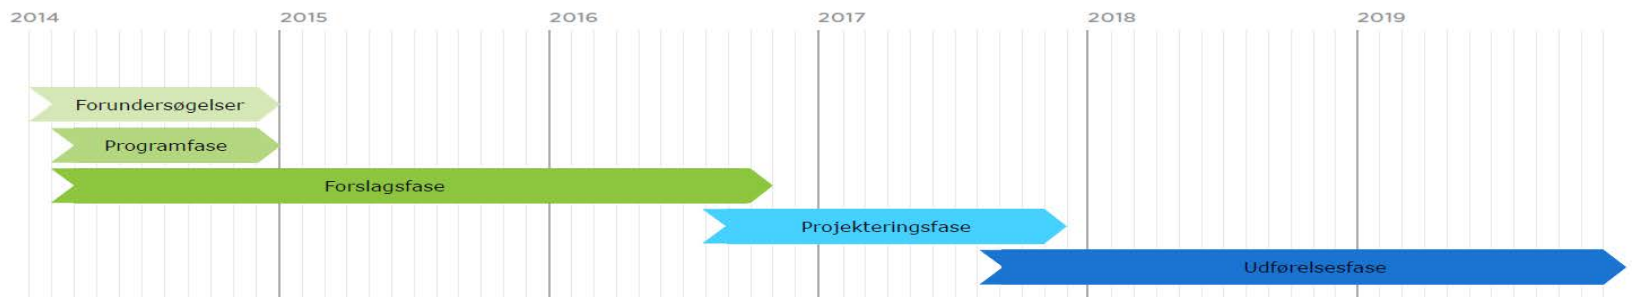 2014 2015 2016 2017 2018 2019
Forundersøgelser
Programfase
Forslagsfase
Projekteringsfase
Udførelsesfase